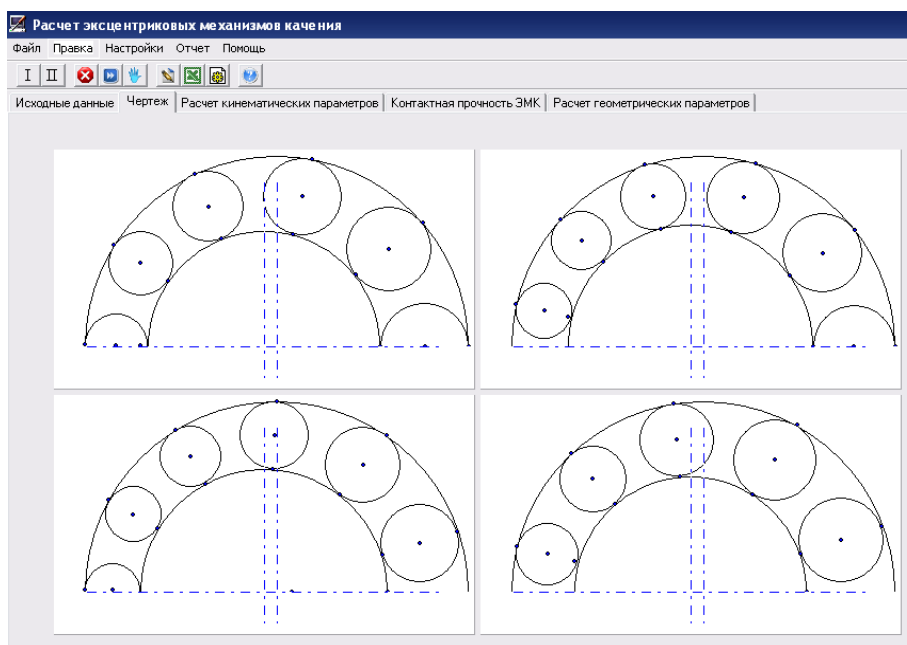 Расчет эксцентриковых механизмов качения
Файл Правка Настройки Отчет Помощь
I II
Исходные данные Чертеж Расчет кинематических параметров Контактная прочность ЭМК Расчет геометрических параметров